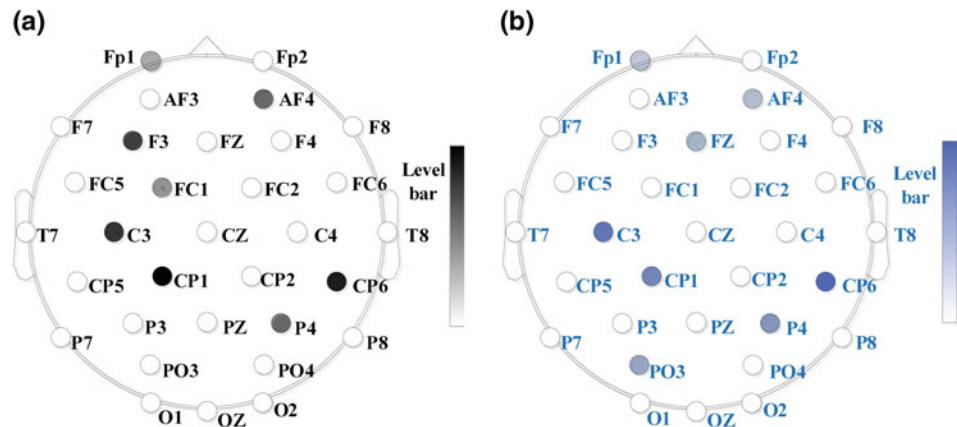 (a)
Fp1 Fp2
AF3 AF4
F7 F3 FZ F4 F8
FC5 FC1 FC2 FC6
T7 C3 CZ C4 T8
CP5 CP1 CP2 CP6
P7 P3 PZ P4 P8
PO3 PO4
O1 OZ O2
Level
bar
(b)
Fp1 Fp2
AF3 AF4
F7 F3 FZ F4 F8
FC5 FC1 FC2 FC6
T7 C3 CZ C4 T8
CP5 CP1 CP2 CP6
P7 P3 PZ P4 P8
PO3 PO4
O1 OZ O2
Level
bar